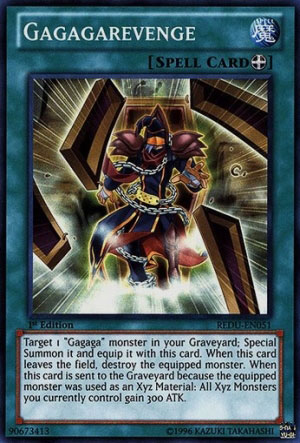 GAGAGAREVENGE
[SPELL CARD]
REDU-EN051
1st Edition
Target 1 "Gagaga" monster in your Graveyard; Special
Summon it and equip it with this card. When this card
leaves the field, destroy the equipped monster. When
this card is sent to the Graveyard because the equipped
monster was used as an Xyz Material: All Xyz Monsters
you currently control gain 300 ATK.
90673413
©1996 KAZUKI TAKAHASHI